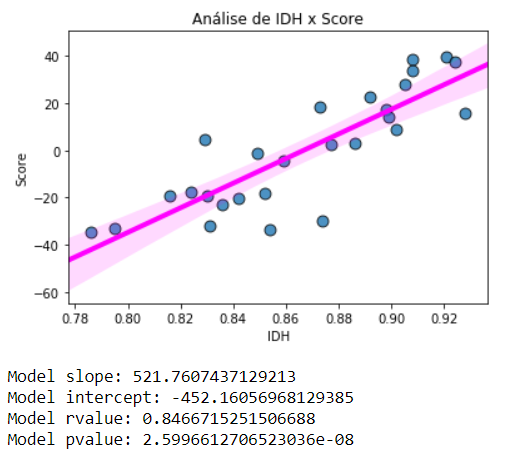 Análise de IDH x Score
Score
40
20
0
−20
−40
−60
0.78 0.80 0.82 0.84 0.86 0.88 0.90 0.92
IDH
Model slope: 521.7607437129213
Model intercept: -452.16056968129385
Model rvalue: 0.8466715251506688
Model pvalue: 2.5996612706523036e-08